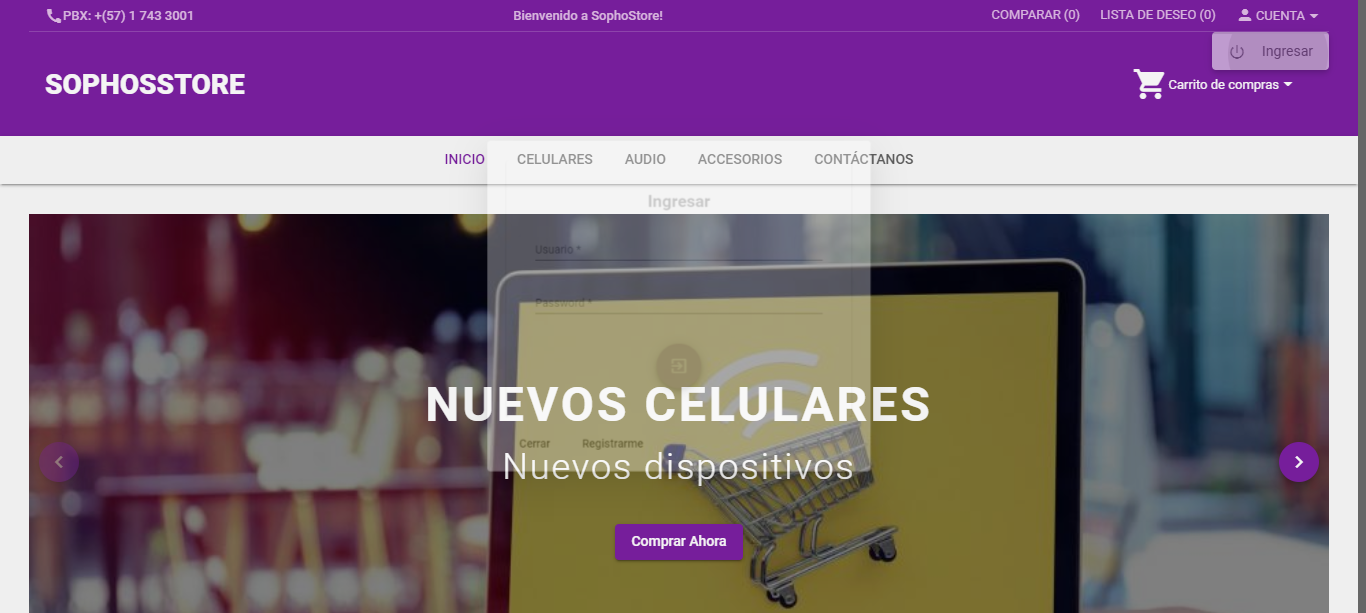 PBX: +(57) 1 743 3001
Bienvenido a SophoStore!
COMPARAR (0)
LISTA DE DESEO (0)
CUENTA
Ingresar
SOPHOSSTORE
Carrito de compras
INICIO
CELULARES
AUDIO
ACCESORIOS
CONTÁCTANOS
Ingresar
Usuario *
Password *
NUEVOS CELULARES
Cerrar
Registrarme
Nuevos dispositivos
Comprar Ahora